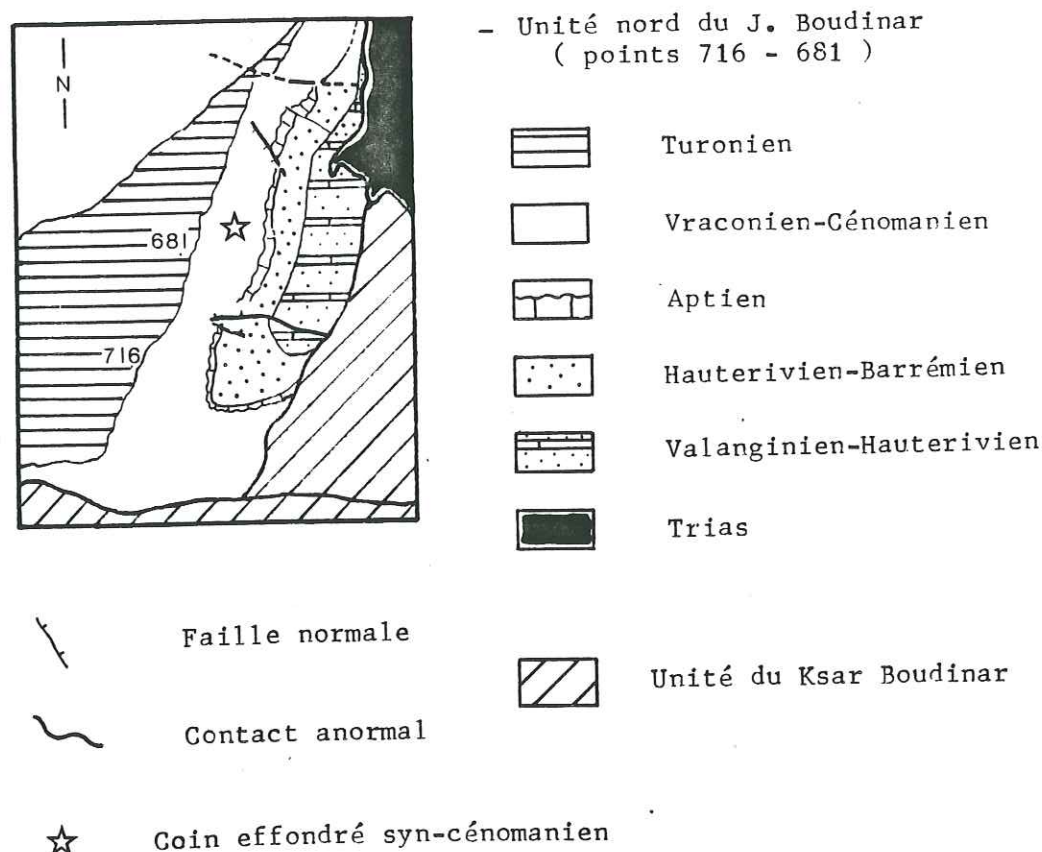 - Unité nord du J. Boudinar
( points 716 - 681 )
N
681
716
Turonien
Vraconien-Cénomanien
Aptien
Hauterivien-Barrémien
Valanginien-Hauterivien
Trias
Faille normale
Unité du Ksar Boudinar
Contact anormal
Coin effondré syn-cénomanien